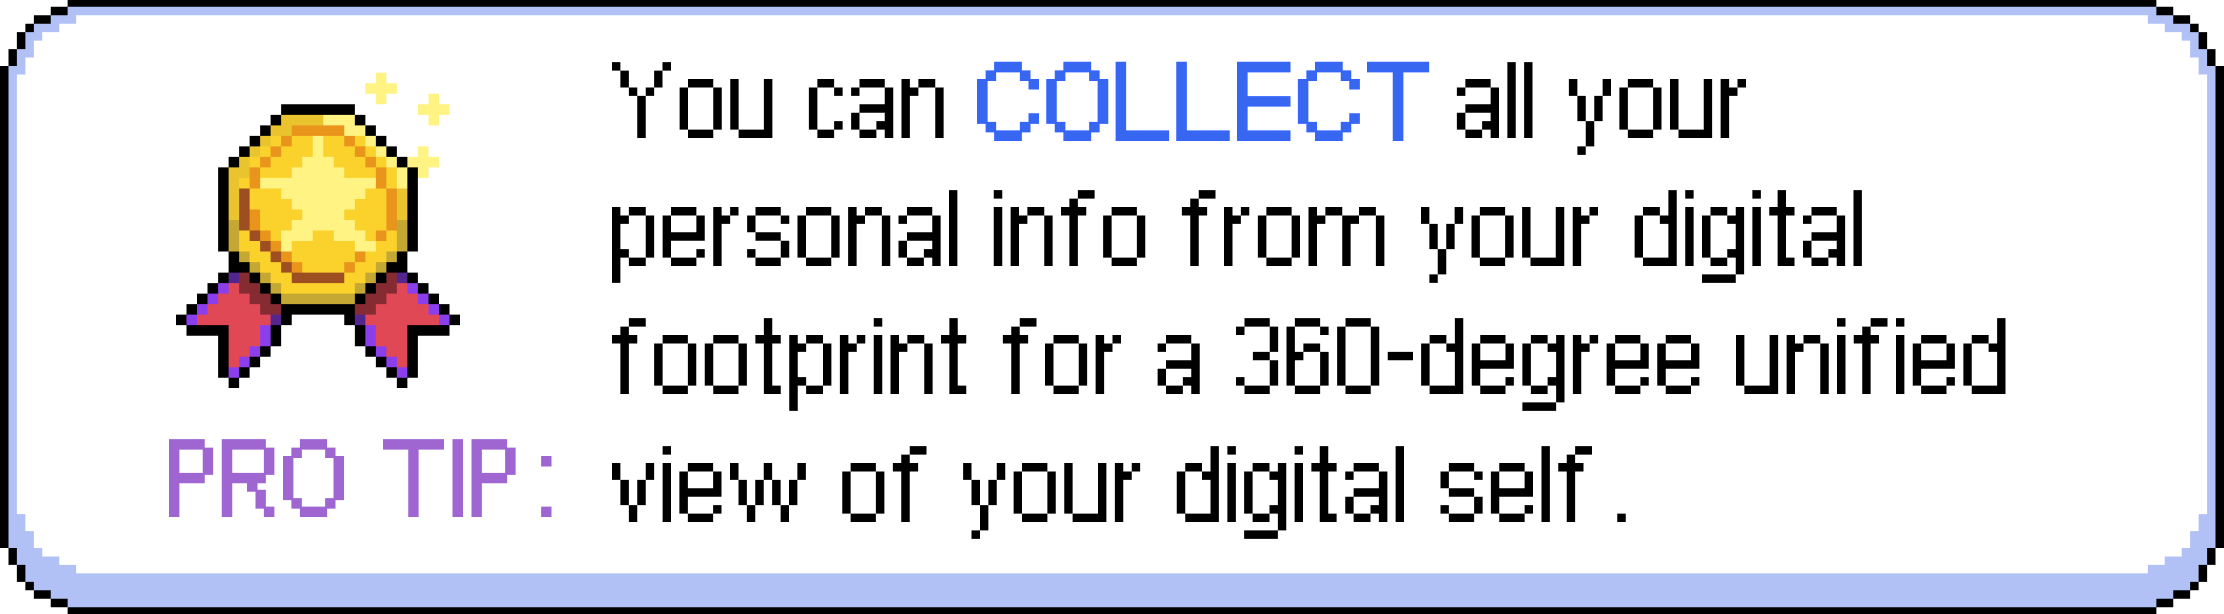 You can COLLECT all your
personal info from your digital
footprint for a 360-degree unified
view of your digital self.
PRO TIP: